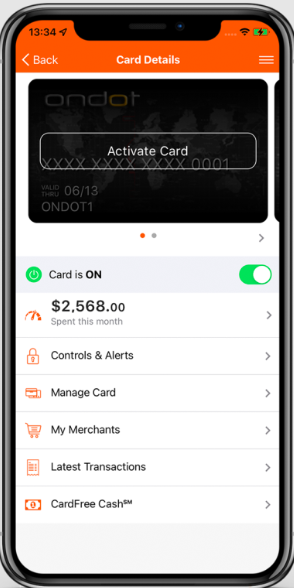 13:34
Back
Card Details
ondot
Activate Card
XXXX XXXX XXXX 0001
VALID THRU 06/13
ONDOT1
Card is ON
$2,568.00
Spent this month
Controls & Alerts
Manage Card
My Merchants
Latest Transactions
CardFree Cash℠